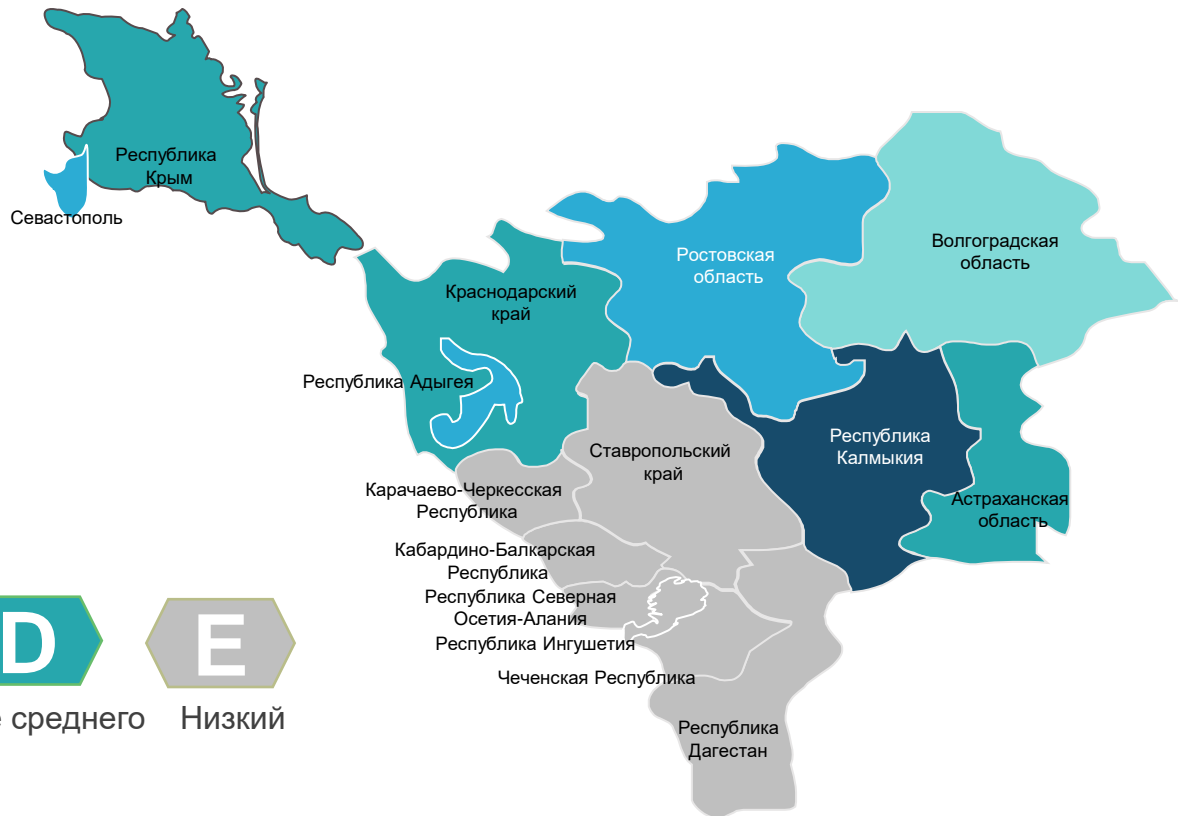 Республика
Крым
Севастополь
Ростовская
область
Волгоградская
область
Краснодарский
край
Республика Адыгея
Республика
Калмыкия
Ставропольский
край
Карачаево-Черкесская
Республика
Астраханская
область
Кабардино-Балкарская
Республика
Республика Северная
Осетия-Алания
Республика Ингушетия
Чеченская Республика
Республика
Дагестан
D
E
среднего
Низкий